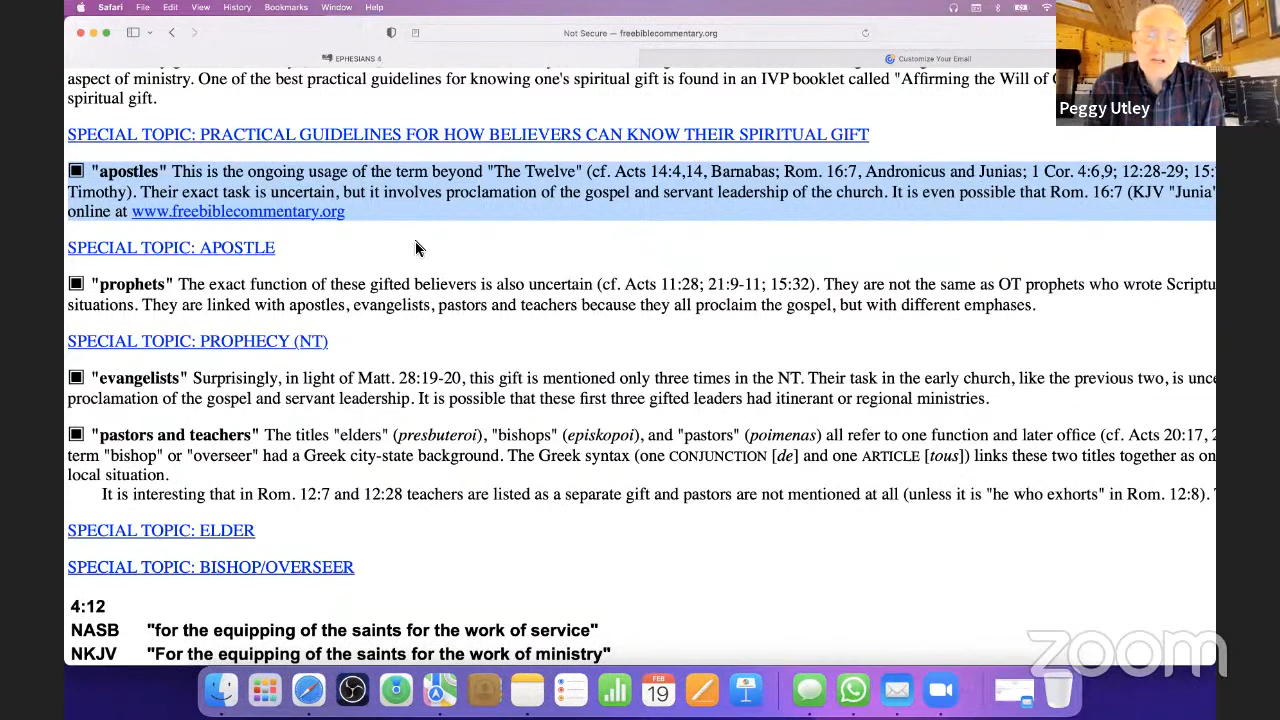 Safari File Edit View History Bookmarks Window Help
Not Secure — freebiblecommentary.org
EPHESIANS 4
Customize Your Email
aspect of ministry. One of the best practical guidelines for knowing one's spiritual gift is found in an IVP booklet called "Affirming the Will of
spiritual gift.
Peggy Utley
SPECIAL TOPIC: PRACTICAL GUIDELINES FOR HOW BELIEVERS CAN KNOW THEIR SPIRITUAL GIFT
"apostles" This is the ongoing usage of the term beyond "The Twelve" (cf. Acts 14:4,14, Barnabas; Rom. 16:7, Andronicus and Junias; 1 Cor. 4:6,9; 12:28-29; 15:
Timothy). Their exact task is uncertain, but it involves proclamation of the gospel and servant leadership of the church. It is even possible that Rom. 16:7 (KJV "Junia"
online at www.freebiblecommentary.org
SPECIAL TOPIC: APOSTLE
"prophets" The exact function of these gifted believers is also uncertain (cf. Acts 11:28; 21:9-11; 15:32). They are not the same as OT prophets who wrote
situations. They are linked with apostles, evangelists, pastors and teachers because they all proclaim the gospel, but with different emphases.
SPECIAL TOPIC: PROPHECY (NT)
"evangelists" Surprisingly, in light of Matt. 28:19-20, this gift is mentioned only three times in the NT. Their task in the early church, like the previous two, is
proclamation of the gospel and servant leadership. It is possible that these first three gifted leaders had itinerant or regional ministries.
"pastors and teachers" The titles "elders" (presbuteroi), "bishops" (episkopoi), and "pastors" (poimenas) all refer to one function and later office (cf. Acts 20:17,
term "bishop" or "overseer" had a Greek city-state background. The Greek syntax (one CONJUNCTION [de] and one ARTICLE [tous]) links these two titles together as
local situation.
It is interesting that in Rom. 12:7 and 12:28 teachers are listed as a separate gift and pastors are not mentioned at all (unless it is "he who exhorts" in Rom. 12:8).
SPECIAL TOPIC: ELDER
SPECIAL TOPIC: BISHOP/OVERSEER
4:12
NASB "for the equipping of the saints for the work of service"
NKJV "For the equipping of the saints for the work of ministry"
zoom
FEB
19